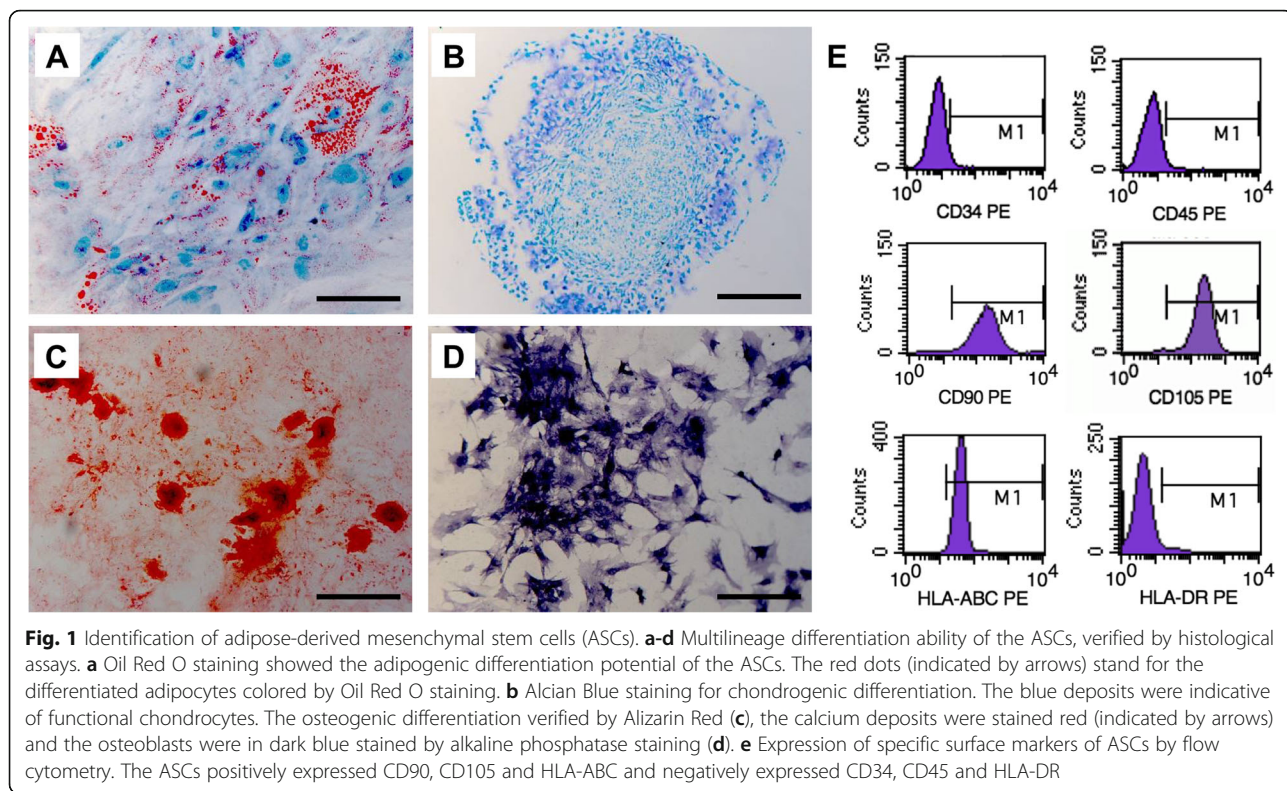 A
B
E
150
Counts
0
M1
10^0
10^4
CD34 PE
150
Counts
0
M1
10^0
10^4
CD45 PE
150
Counts
0
M1
10^0
10^4
CD90 PE
150
Counts
0
M1
10^0
10^4
CD105 PE
C
D
400
Counts
0
M1
10^0
10^4
HLA-ABC PE
250
Counts
0
M1
10^0
10^4
HLA-DR PE
Fig. 1 Identification of adipose-derived mesenchymal stem cells (ASCs). a-d Multilineage differentiation ability of the ASCs, verified by histological
assays. a Oil Red O staining showed the adipogenic differentiation potential of the ASCs. The red dots (indicated by arrows) stand for the
differentiated adipocytes colored by Oil Red O staining. b Alcian Blue staining for chondrogenic differentiation. The blue deposits were indicative
of functional chondrocytes. The osteogenic differentiation verified by Alizarin Red (c), the calcium deposits were stained red (indicated by arrows)
and the osteoblasts were in dark blue stained by alkaline phosphatase staining (d). e Expression of specific surface markers of ASCs by flow
cytometry. The ASCs positively expressed CD90, CD105 and HLA-ABC and negatively expressed CD34, CD45 and HLA-DR